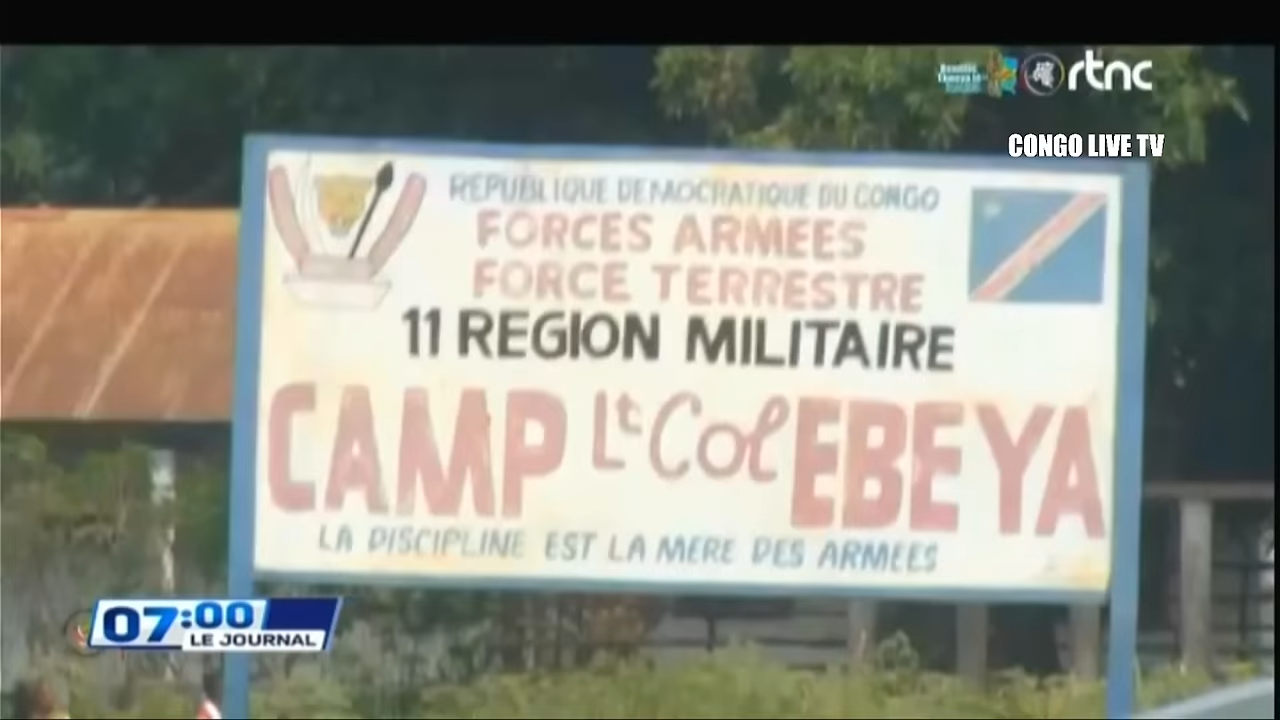 rtnc
CONGO LIVE TV
REPUBLIQUE DEMOCRATIQUE DU CONGO
FORCES ARMEES
FORCE TERRESTRE
11 REGION MILITAIRE
CAMP Lt Col EBEYA
LA DISCIPLINE EST LA MERE DES ARMEES
07:00
LE JOURNAL